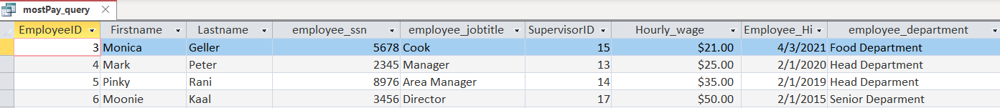 mostPay_query
EmployeeID Firstname Lastname employee_ssn employee_jobtitle SupervisorID Hourly_wage Employee_Hi employee_department
3 Monica Geller 5678 Cook 15 $21.00 4/3/2021 Food Department
4 Mark Peter 2345 Manager 13 $25.00 2/1/2020 Head Department
5 Pinky Rani 8976 Area Manager 14 $35.00 2/1/2019 Head Department
6 Moonie Kaal 3456 Director 17 $50.00 2/1/2015 Senior Deparment